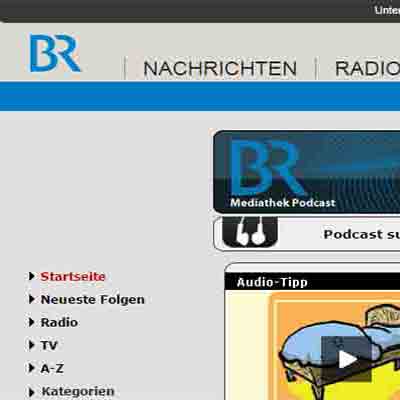 Unter
BR
NACHRICHTEN
RADIO
BR
Mediathek Podcast
Podcast su
Startseite
Neueste Folgen
Radio
TV
A-Z
Kategorien
Audio-Tipp